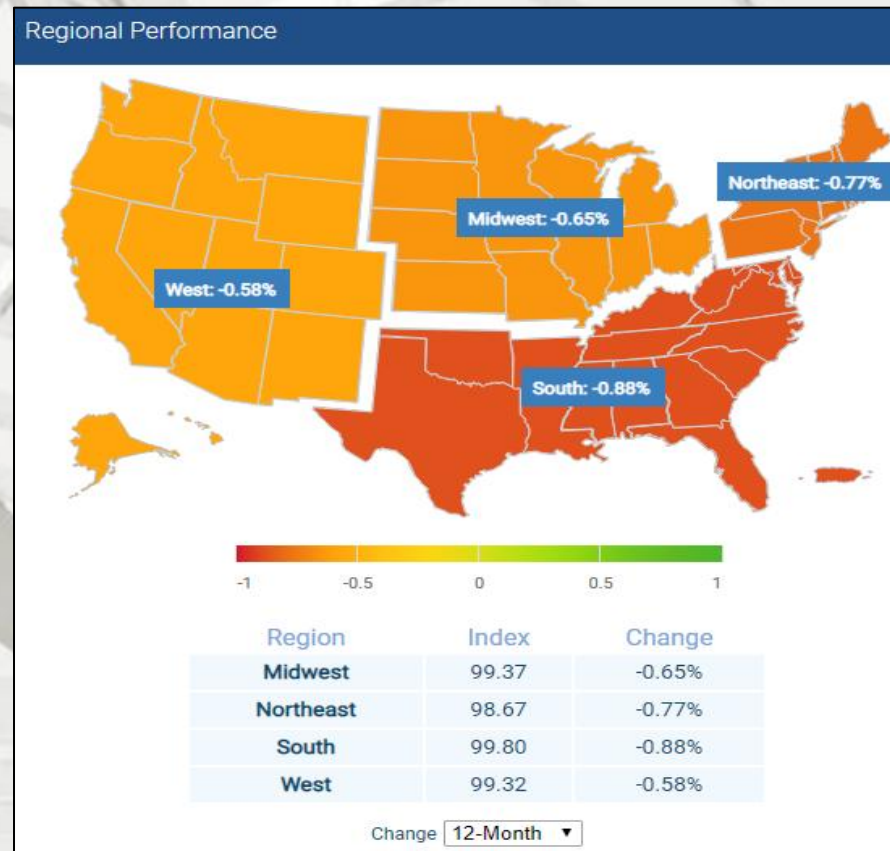 Regional Performance
Northeast: -0.77%
Midwest: -0.65%
West: -0.58%
South: -0.88%
-1 -0.5 0 0.5 1
Region Index Change
Midwest 99.37 -0.65%
Northeast 98.67 -0.77%
South 99.80 -0.88%
West 99.32 -0.58%
Change 12-Month ▼